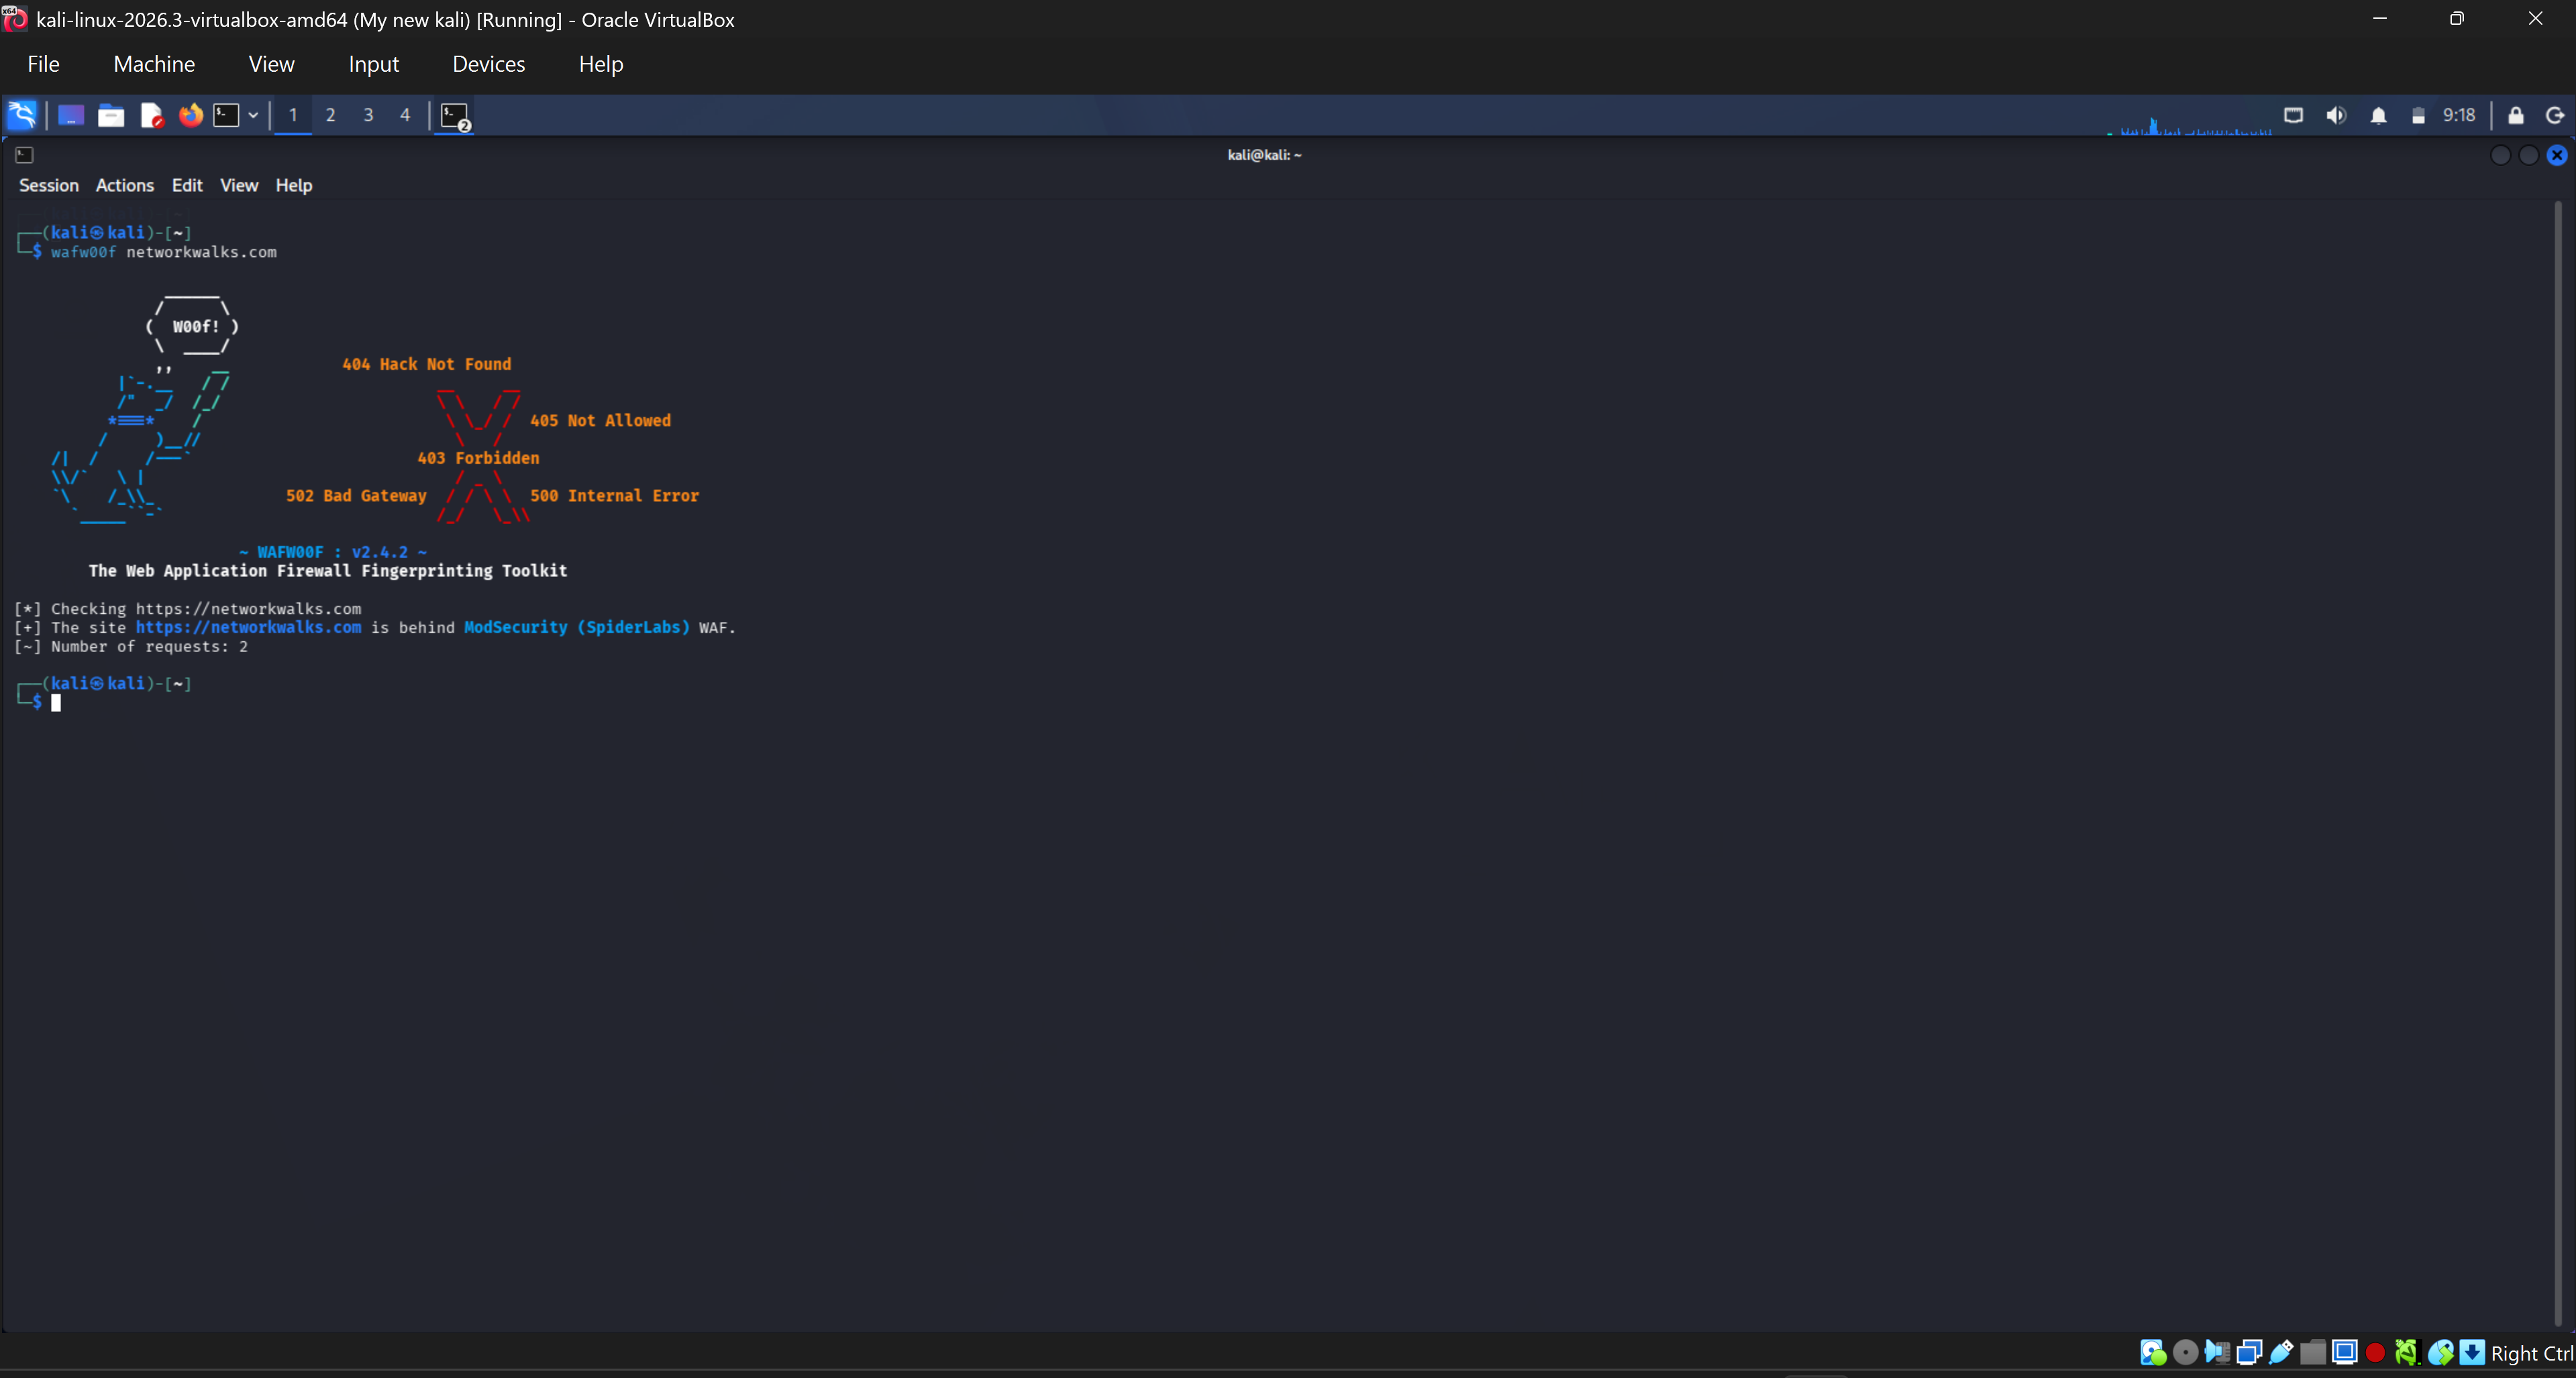 kali-linux-2026.3-virtualbox-amd64 (My new kali) [Running] - Oracle VirtualBox
File Machine View Input Devices Help
1 2 3 4 2 9:18
kali@kali: ~
Session Actions Edit View Help
(kali㉿kali)-[~]
$ wafw00f networkwalks.com
( W00f! )
404 Hack Not Found
405 Not Allowed
403 Forbidden
502 Bad Gateway 500 Internal Error
~ WAFW00F : v2.4.2 ~
The Web Application Firewall Fingerprinting Toolkit
[*] Checking https://networkwalks.com
[+] The site https://networkwalks.com is behind ModSecurity (SpiderLabs) WAF.
[~] Number of requests: 2
(kali㉿kali)-[~]
$
Right Ctrl